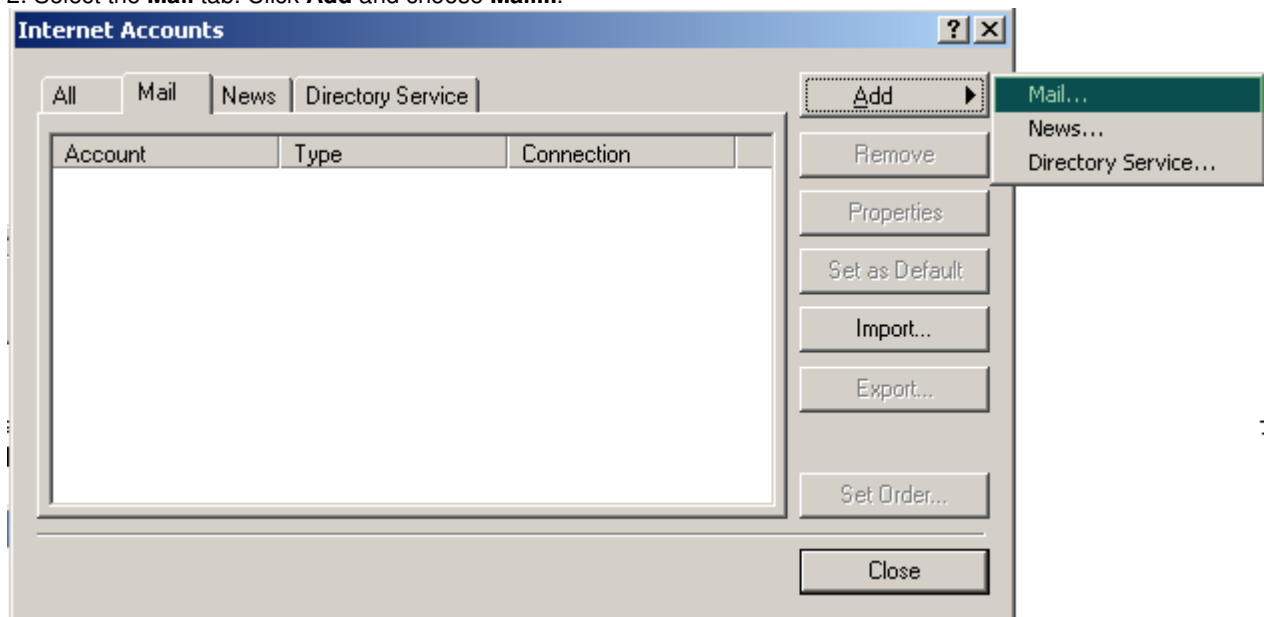 2. Select the Mail tab. Click Add and choose Mail...
Internet Accounts
All Mail News Directory Service
Account Type Connection
Add
Remove
Properties
Set as Default
Import...
Export...
Set Order...
Close
Mail...
News...
Directory Service...